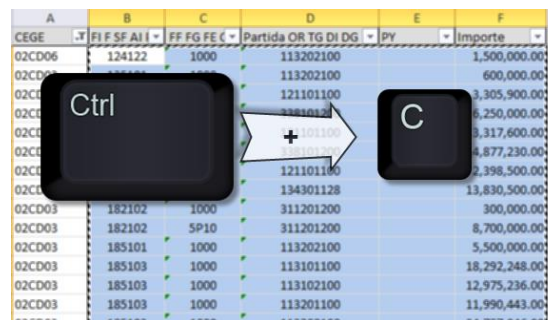 A B C D E F
CEGE FI F SF AI I FF FG FE ( Partida OR TG DI DG PY Importe
02CD06 124122 1000 113202100 1,500,000.00
113202100 600,000.00
121101100 3,305,900.00
Ctrl + C
6,250,000.00
3,317,600.00
338101200 4,877,230.00
121101100 2,398,500.00
134301128 13,830,500.00
02CD03 182102 1000 311201200 300,000.00
02CD03 182102 5P10 311201200 8,700,000.00
02CD03 185101 1000 113202100 5,500,000.00
02CD03 185103 1000 113101100 18,292,248.00
02CD03 185103 1000 113102100 12,975,236.00
02CD03 185103 1000 113201100 11,990,443.00